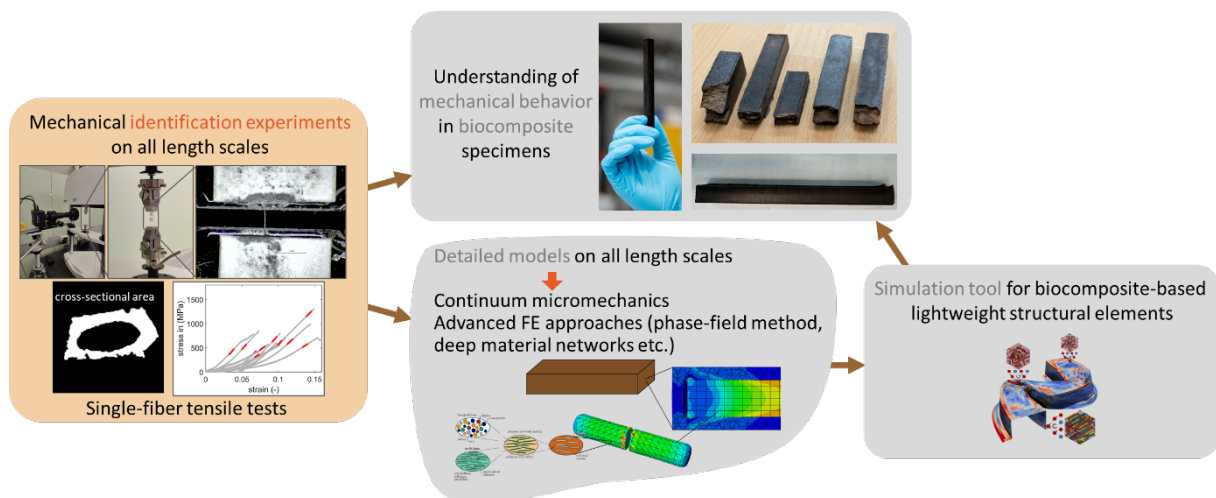 Mechanical identification experiments
on all length scales
cross-sectional area
stress in (MPa)
1500
1000
500
0
0
0.05
0.1
0.15
strain (-)
Single-fiber tensile tests
Understanding of
mechanical behavior
in biocomposite
specimens
Detailed models on all length scales
Continuum micromechanics
Advanced FE approaches (phase-field method,
deep material networks etc.)
Simulation tool for biocomposite-based
lightweight structural elements